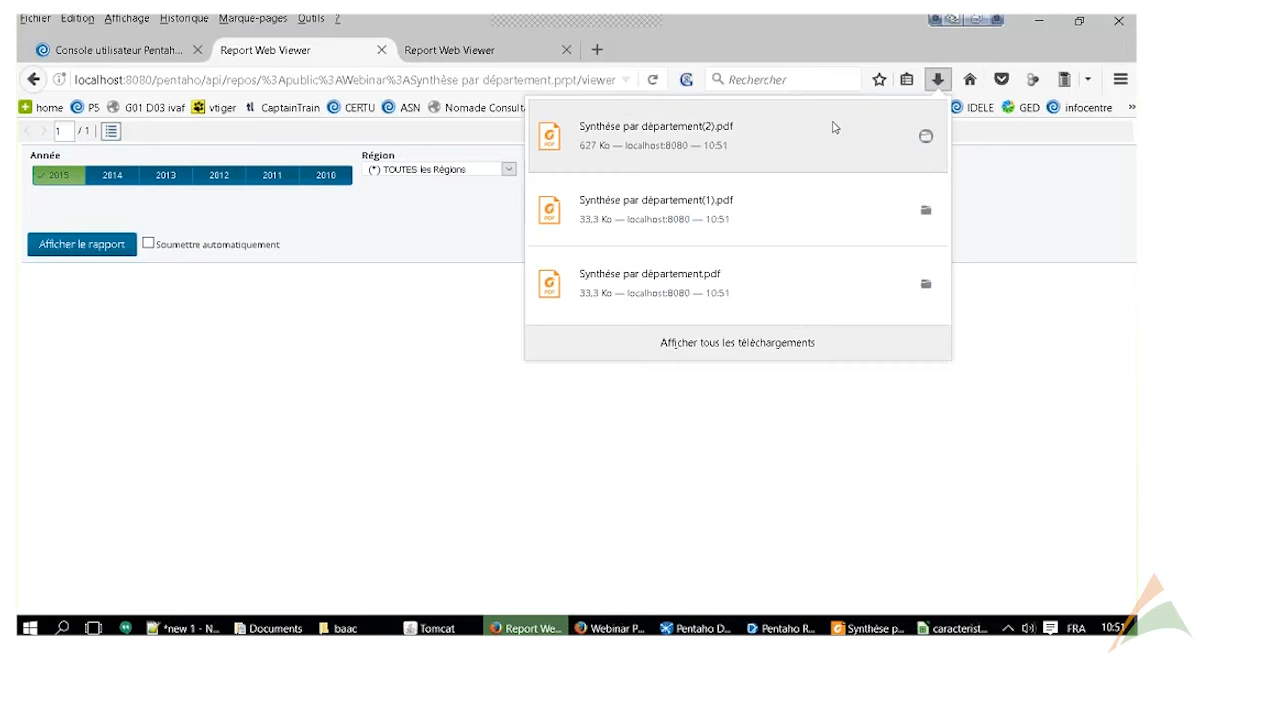 Fichier Edition Affichage Historique Marque-pages Outils ?
Console utilisateur Pentah... Report Web Viewer Report Web Viewer
localhost:8080/pentaho/api/repos/%3Apublic%3AWebinar%3ASynthèse par département.prpt/viewer Rechercher
home P5 G01 D03 ivaf vtiger CaptainTrain CERTU ASN Nomade Consult IDELE GED infocentre »
1 / 1
Année Région
2015 2014 2013 2012 2011 2010 (*) TOUTES les Régions
Afficher le rapport Soumettre automatiquement
Synthèse par département(2).pdf
627 Ko — localhost:8080 — 10:51
Synthèse par département(1).pdf
33,3 Ko — localhost:8080 — 10:51
Synthèse par département.pdf
33,3 Ko — localhost:8080 — 10:51
Afficher tous les téléchargements
*new 1 - N... Documents baac Tomcat Report We... Webinar P... Pentaho D... Pentaho R... Synthèse p... caracterist... FRA 10:51